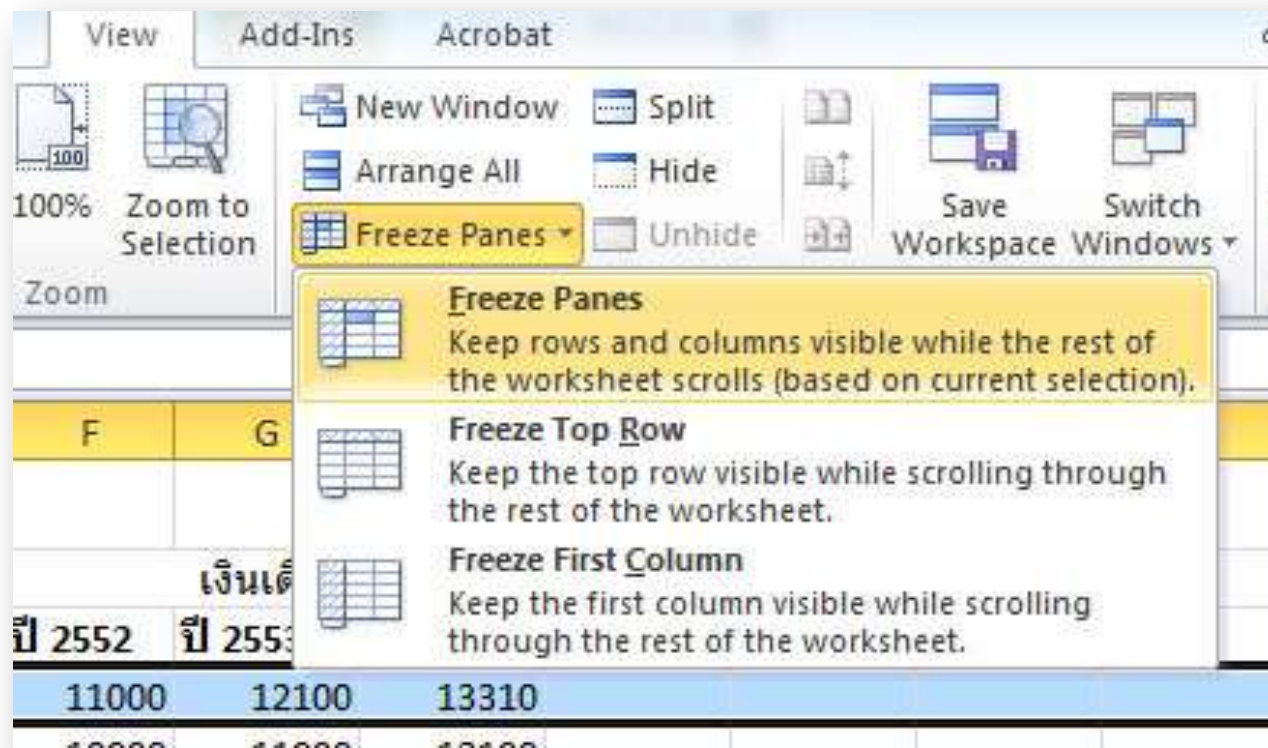 View Add-Ins Acrobat
New Window Split
100
Arrange All Hide
100% Zoom to Selection
Freeze Panes Unhide
Save Workspace Switch Windows
Zoom
Freeze Panes
Keep rows and columns visible while the rest of
the worksheet scrolls (based on current selection).
Freeze Top Row
Keep the top row visible while scrolling through
the rest of the worksheet.
Freeze First Column
Keep the first column visible while scrolling
through the rest of the worksheet.
F G
ปี 2552 ปี 2553
11000 12100 13310